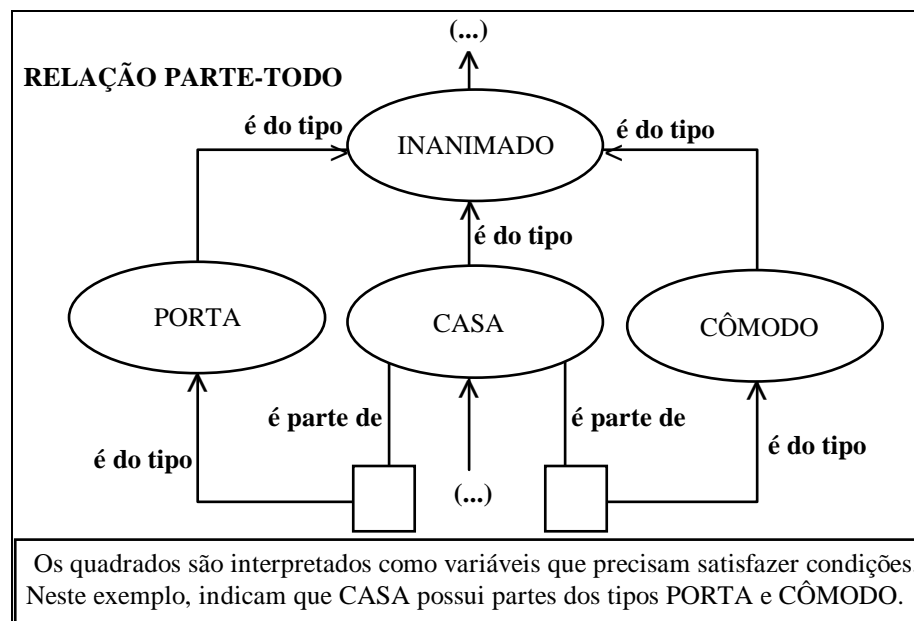 (...)
RELAÇÃO PARTE-TODO
é do tipo
é do tipo
INANIMADO
é do tipo
PORTA
CASA
CÔMODO
é parte de
é parte de
é do tipo
é do tipo
(...)
Os quadrados são interpretados como variáveis que precisam satisfazer condições.
Neste exemplo, indicam que CASA possui partes dos tipos PORTA e CÔMODO.